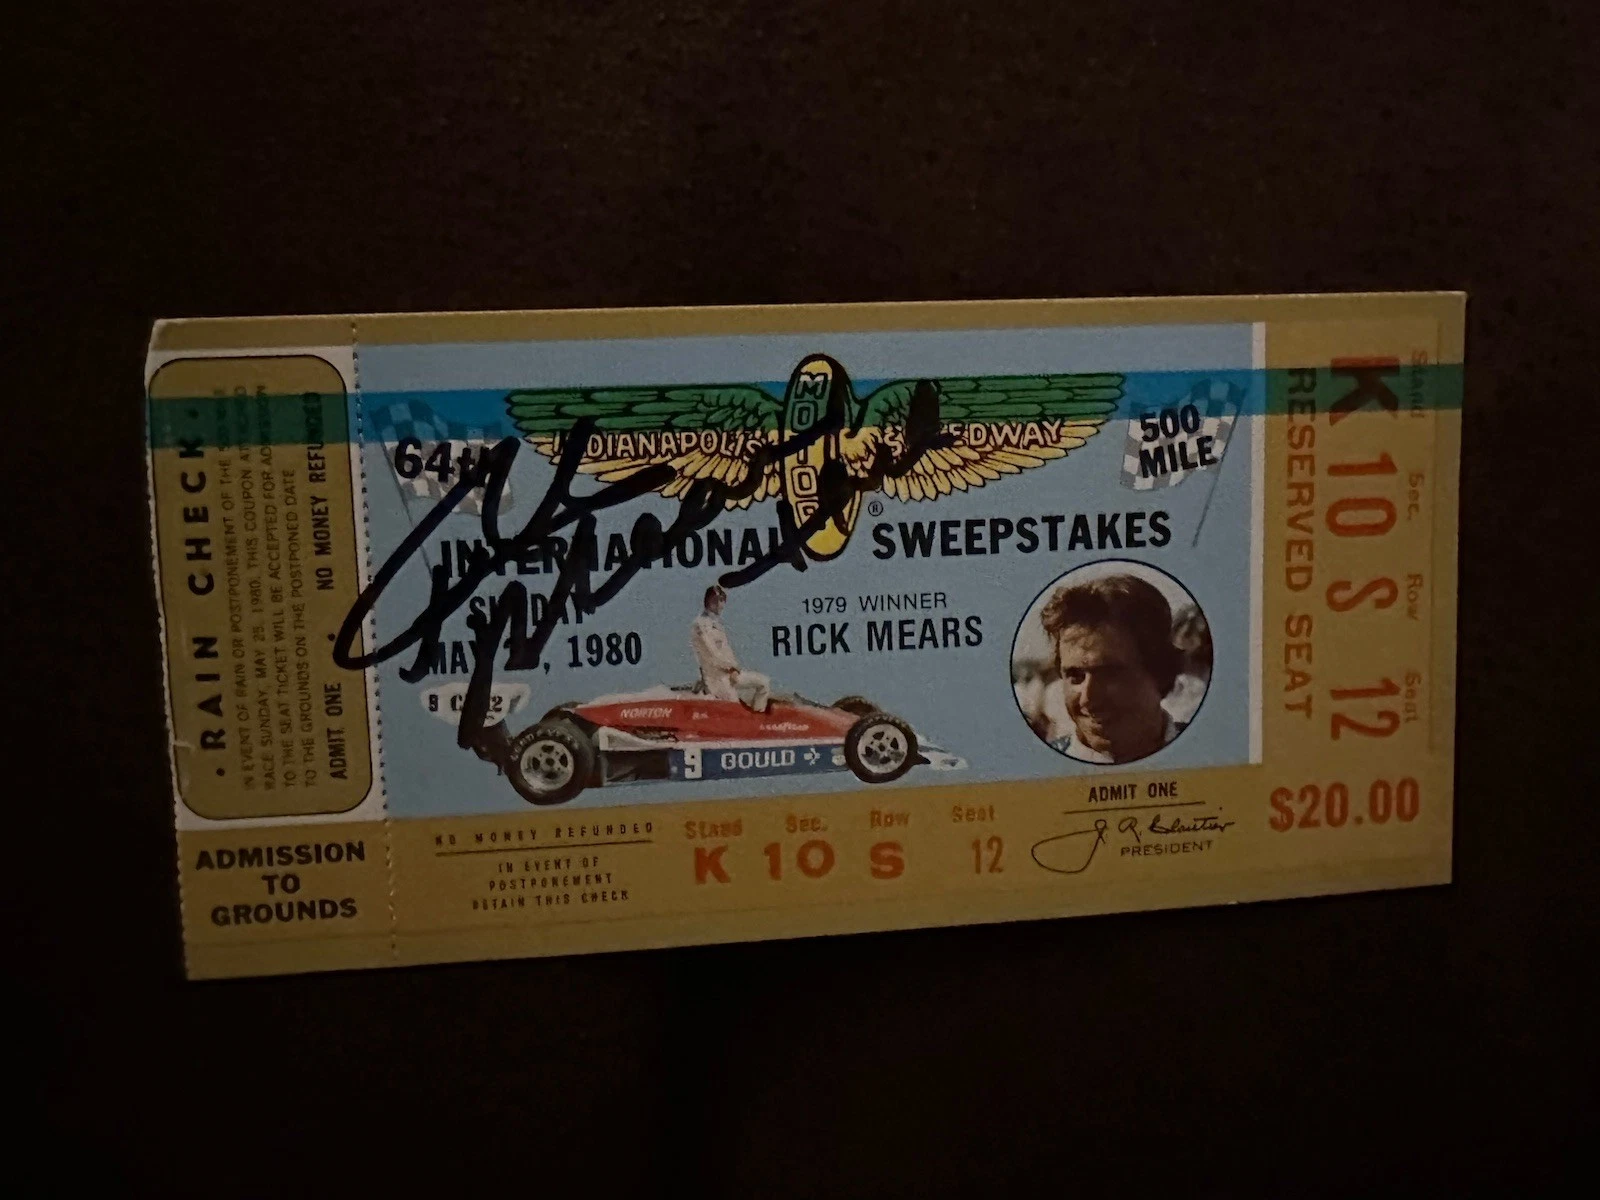 • RAIN CHECK •
IN EVENT OF RAIN OR POSTPONEMENT OF THE
RACE SUNDAY, MAY 25, 1980, THIS COUPON ATTACHED
TO THE SEAT TICKET WILL BE ACCEPTED FOR ADMISSION
TO THE GROUNDS ON THE POSTPONED DATE
ADMIT ONE • NO MONEY REFUNDED
ADMISSION
TO
GROUNDS
64th
MOTOR
INDIANAPOLIS SPEEDWAY
500
MILE
®
INTERNATIONAL SWEEPSTAKES
SUNDAY
MAY 25, 1980
1979 WINNER
RICK MEARS
NORTON
GOODYEAR
9 GOULD
NO MONEY REFUNDED
IN EVENT OF
POSTPONEMENT
RETAIN THIS CHECK
Stand Sec. Row Seat
K 10 S 12
ADMIT ONE
J. R. Cloutier
PRESIDENT
RESERVED SEAT
K 10 S 12
Stand Sec. Row Seat
$20.00